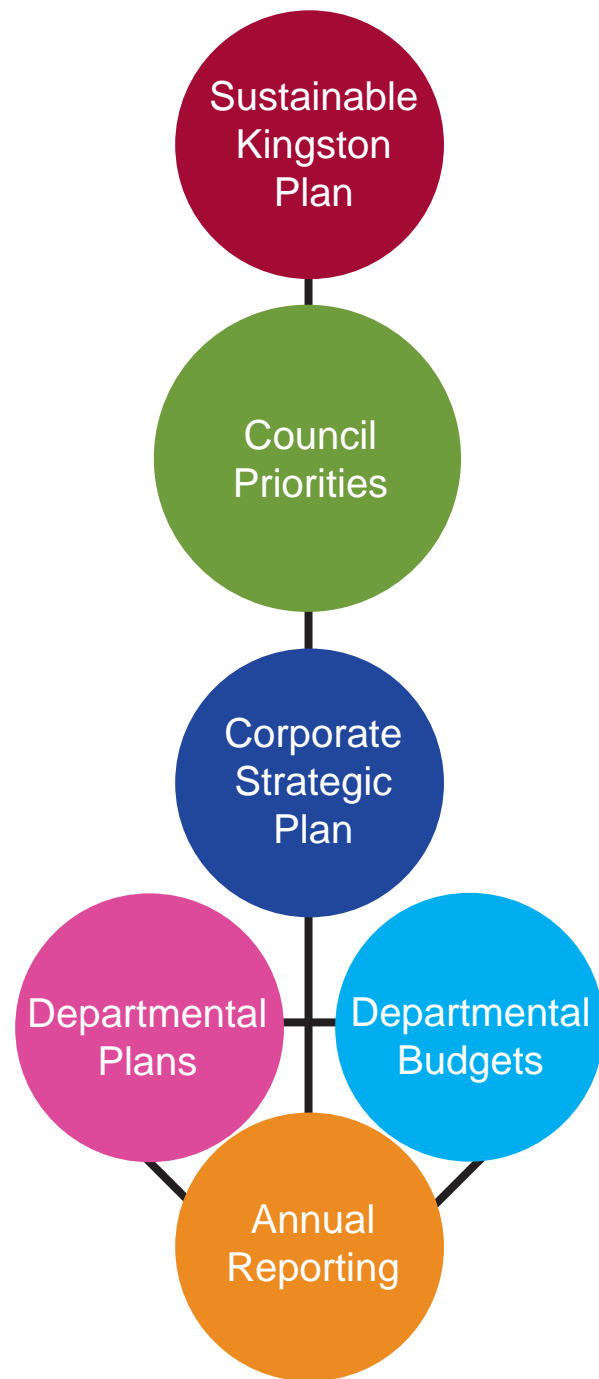 Sustainable
Kingston
Plan
Council
Priorities
Corporate
Strategic
Plan
Departmental
Plans
Departmental
Budgets
Annual
Reporting